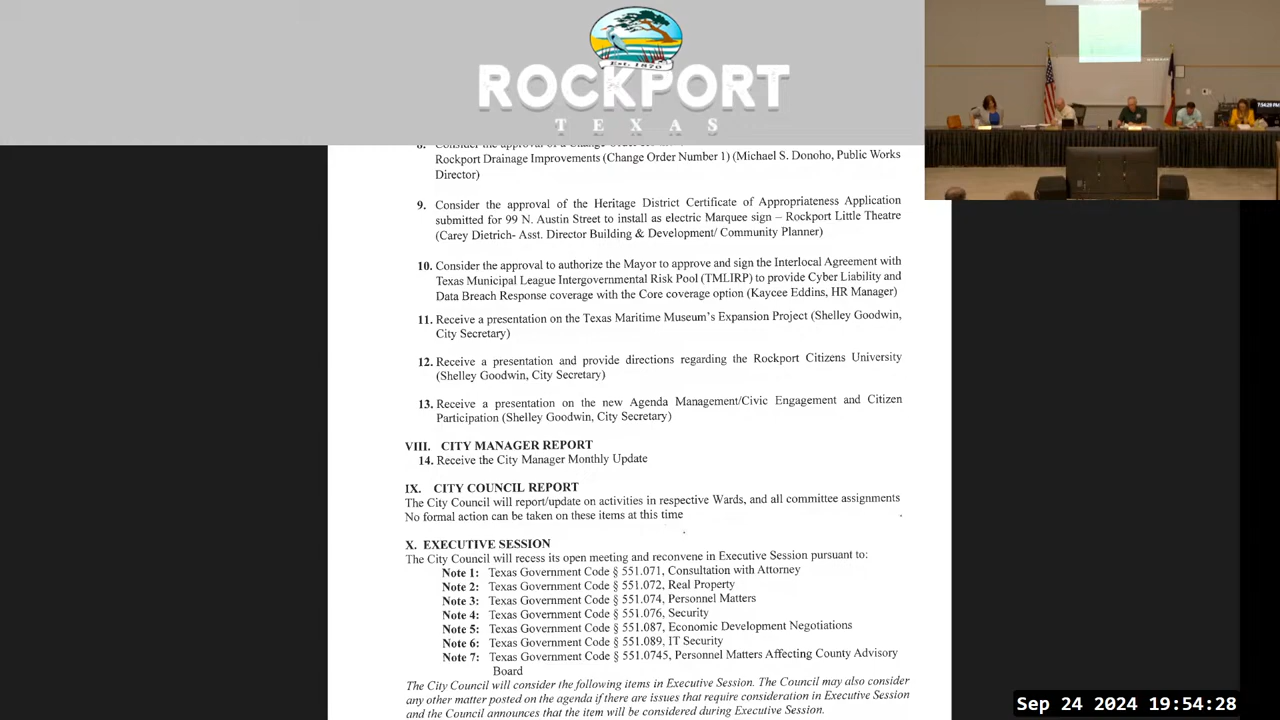 Est. 1870
ROCKPORT
TEXAS
7:54:28 PM
8. Consider the approval of a Change Order
Rockport Drainage Improvements (Change Order Number 1) (Michael S. Donoho, Public Works
Director)
9. Consider the approval of the Heritage District Certificate of Appropriateness Application
submitted for 99 N. Austin Street to install as electric Marquee sign – Rockport Little Theatre
(Carey Dietrich- Asst. Director Building & Development/ Community Planner)
10. Consider the approval to authorize the Mayor to approve and sign the Interlocal Agreement with
Texas Municipal League Intergovernmental Risk Pool (TMLIRP) to provide Cyber Liability and
Data Breach Response coverage with the Core coverage option (Kaycee Eddins, HR Manager)
11. Receive a presentation on the Texas Maritime Museum's Expansion Project (Shelley Goodwin,
City Secretary)
12. Receive a presentation and provide directions regarding the Rockport Citizens University
(Shelley Goodwin, City Secretary)
13. Receive a presentation on the new Agenda Management/Civic Engagement and Citizen
Participation (Shelley Goodwin, City Secretary)
VIII. CITY MANAGER REPORT
14. Receive the City Manager Monthly Update
IX. CITY COUNCIL REPORT
The City Council will report/update on activities in respective Wards, and all committee assignments
No formal action can be taken on these items at this time
X. EXECUTIVE SESSION
The City Council will recess its open meeting and reconvene in Executive Session pursuant to:
Note 1: Texas Government Code § 551.071, Consultation with Attorney
Note 2: Texas Government Code § 551.072, Real Property
Note 3: Texas Government Code § 551.074, Personnel Matters
Note 4: Texas Government Code § 551.076, Security
Note 5: Texas Government Code § 551.087, Economic Development Negotiations
Note 6: Texas Government Code § 551.089, IT Security
Note 7: Texas Government Code § 551.0745, Personnel Matters Affecting County Advisory
Board
The City Council will consider the following items in Executive Session. The Council may also consider
any other matter posted on the agenda if there are issues that require consideration in Executive Session
and the Council announces that the item will be considered during Executive Session.
Sep 24 2024 19:54:28